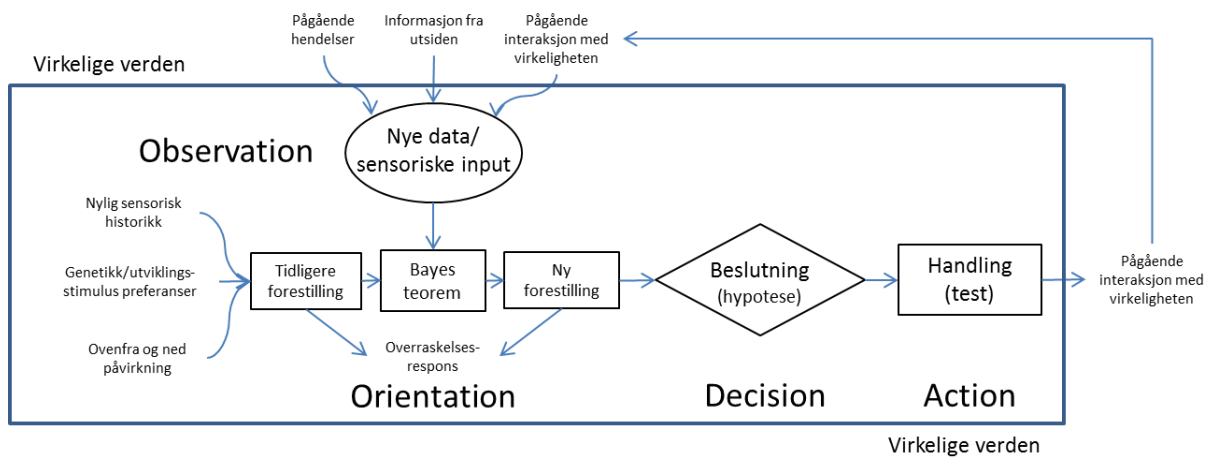 Pågående
hendelser
Informasjon fra
utsiden
Pågående
interaksjon med
virkeligheten
Virkelige verden
Observation
Nye data/
sensoriske input
Nylig sensorisk
historikk
Genetikk/utviklings-
stimulus preferanser
Ovenfra og ned
påvirkning
Tidligere
forestilling
Bayes
teorem
Ny
forestilling
Overraskelses-
respons
Beslutning
(hypotese)
Handling
(test)
Pågående
interaksjon med
virkeligheten
Orientation
Decision
Action
Virkelige verden